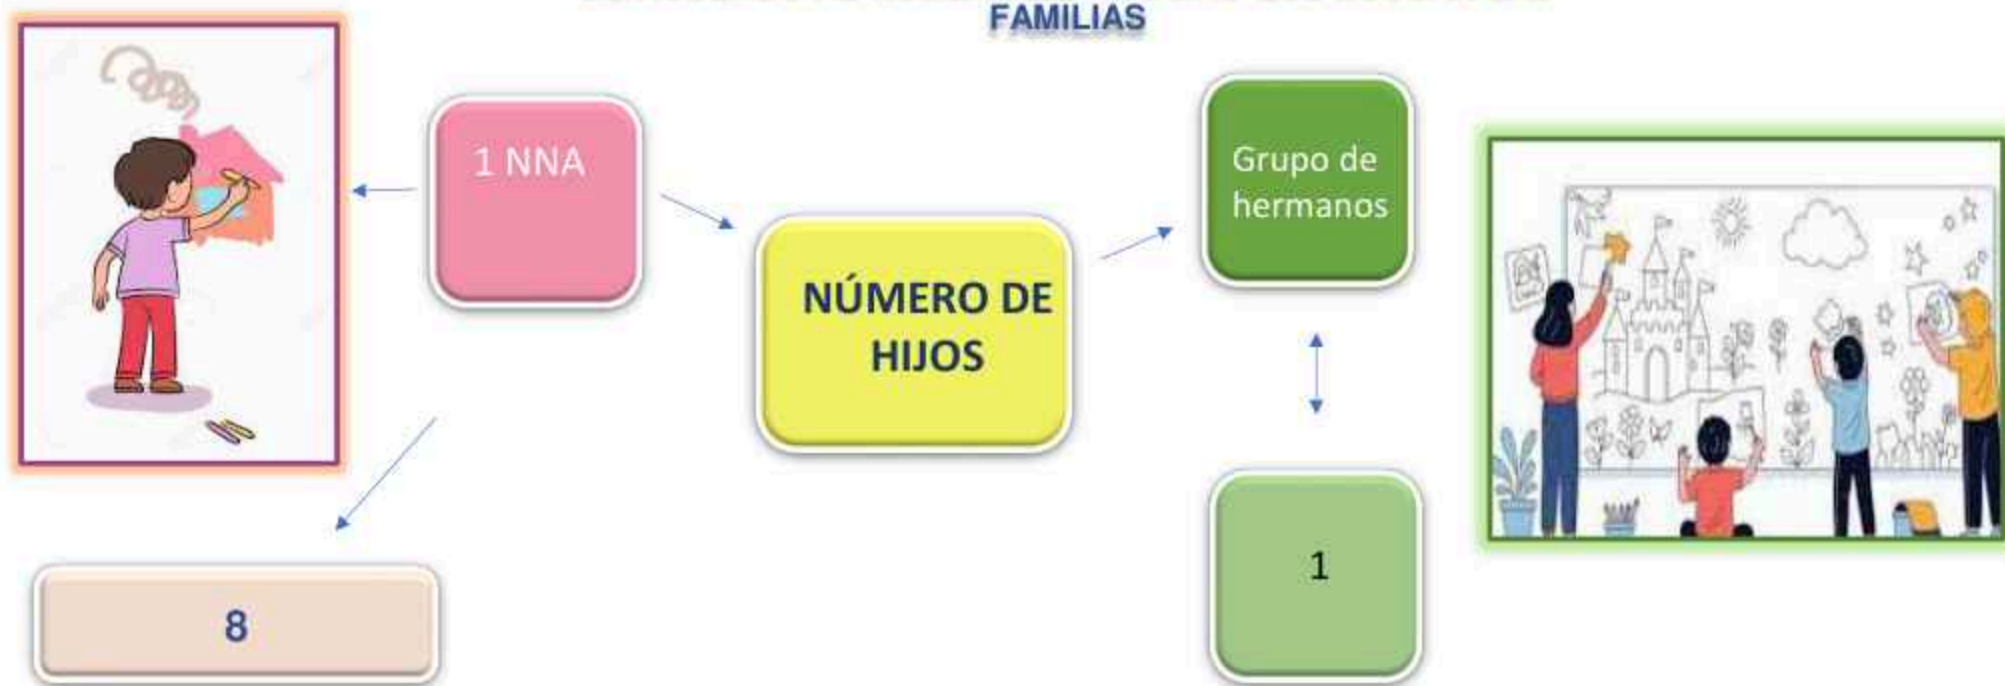 FAMILIAS
1 NNA
Grupo de
hermanos
NÚMERO DE
HIJOS
1
8